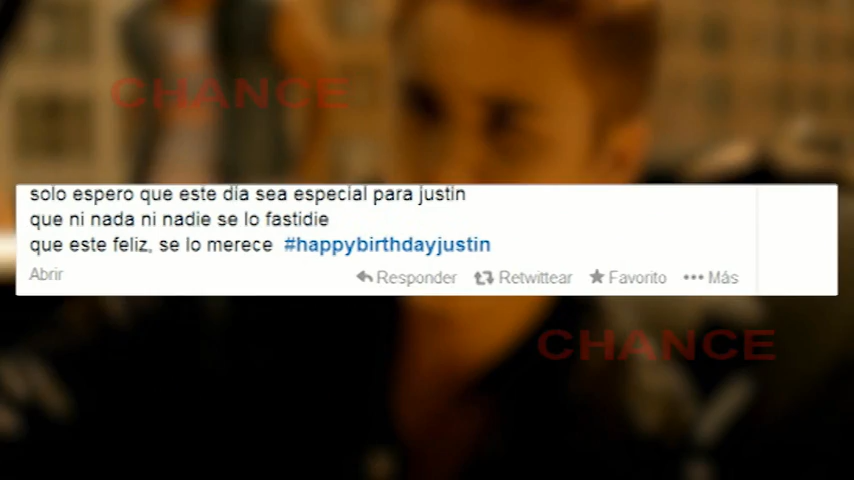 CHANCE
solo espero que este dia sea especial para justin
que ni nada ni nadie se lo fastidie
que este feliz, se lo merece #happybirthdayjustin
Abrir Responder Retwittear Favorito Más
CHANCE